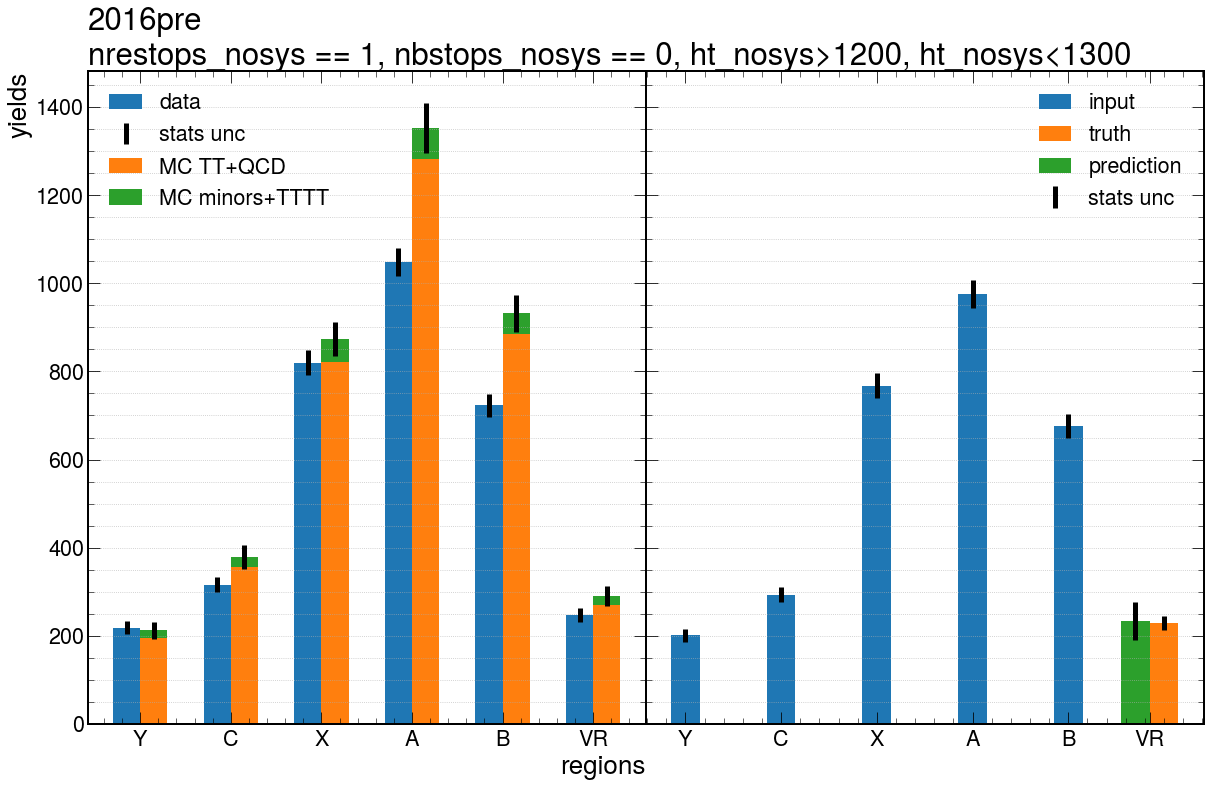 2016pre
nrestops_nosys == 1, nbstops_nosys == 0, ht_nosys>1200, ht_nosys<1300
yields
1400
1200
1000
800
600
400
200
0
data
stats unc
MC TT+QCD
MC minors+TTTT
input
truth
prediction
stats unc
Y C X A B VR
Y C X A B VR
regions